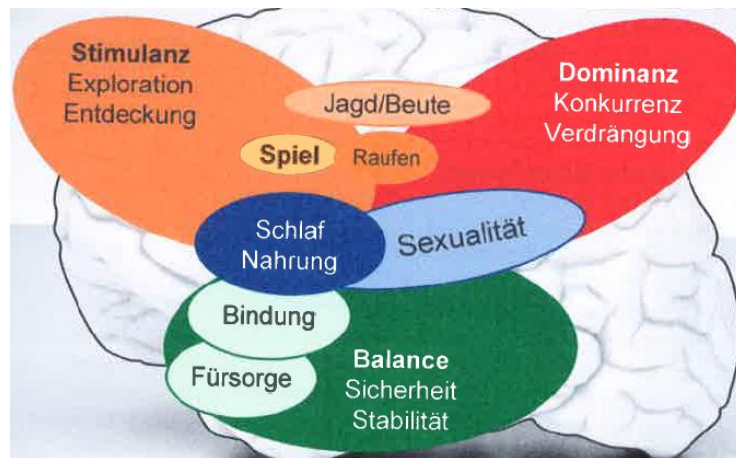 Stimulanz
Exploration
Entdeckung
Dominanz
Konkurrenz
Verdrängung
Jagd/Beute
Spiel
Raufen
Schlaf
Nahrung
Sexualität
Bindung
Fürsorge
Balance
Sicherheit
Stabilität